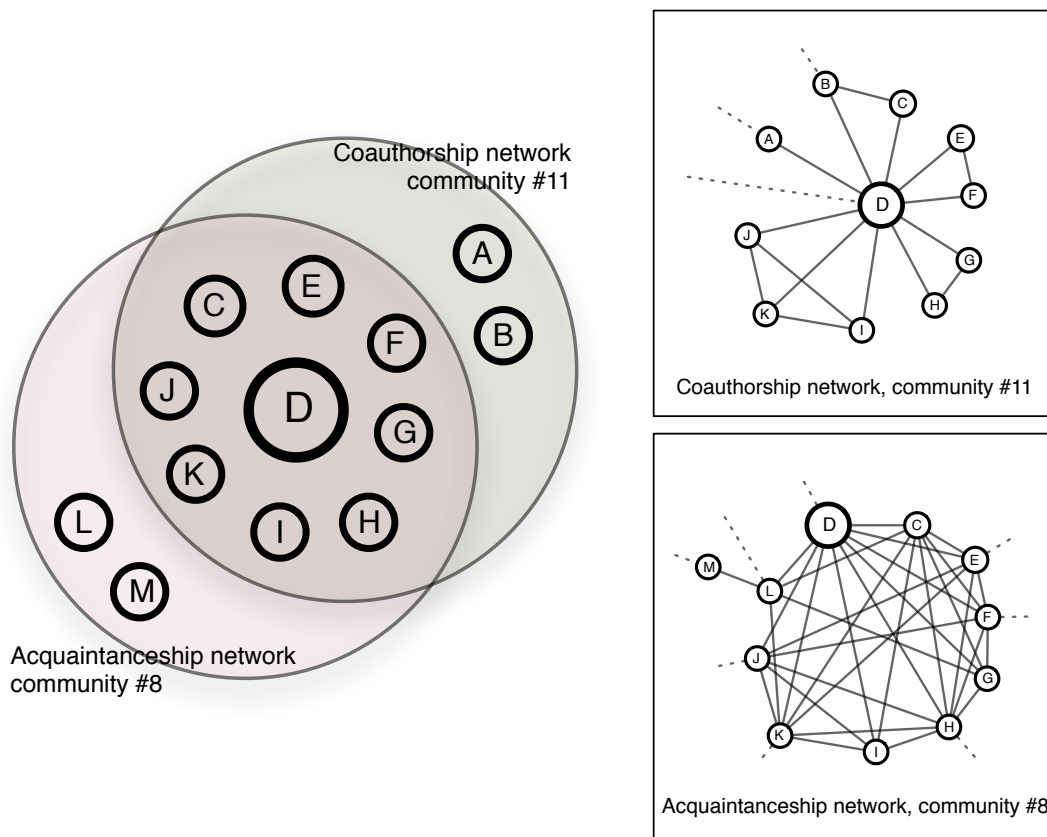 Coauthorship network
community #11
A
B
C
E
F
J
D
G
K
L
I
H
M
Acquaintanceship network
community #8
B
C
A
E
D
F
J
G
H
K
I
Coauthorship network, community #11
D
C
E
M
L
F
J
G
H
K
I
Acquaintanceship network, community #8